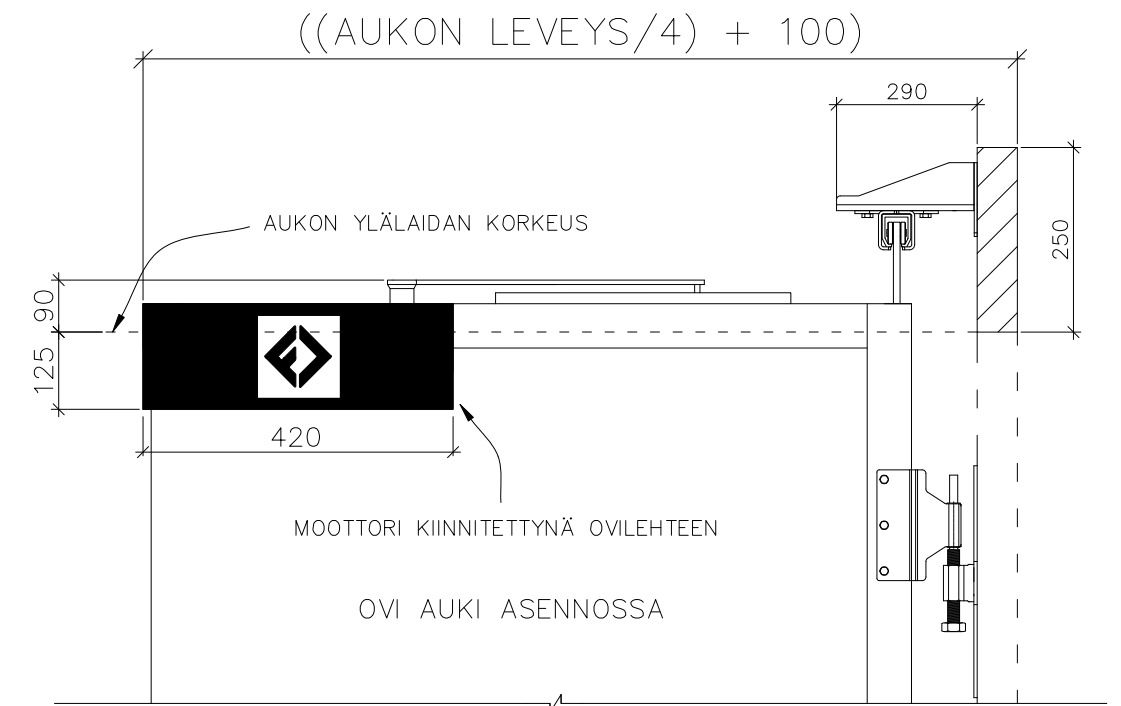 ((AUKON LEVEYS/4) + 100)
290
AUKON YLÄLAIDAN KORKEUS
250
90
125
420
MOOTTORI KIINNITETTYNÄ OVILEHTEEN
OVI AUKI ASENNOSSA